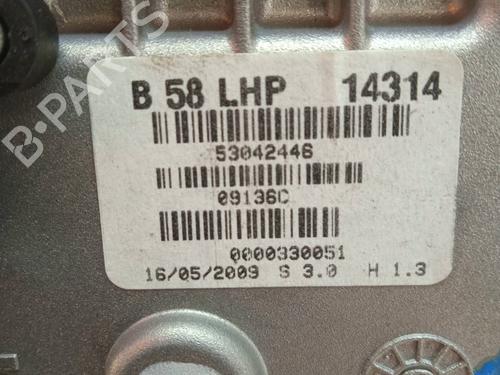 B·PARTS
B 58 LHP 14314
53042446
09136C
0000330051
16/05/2009 S 3.0 H 1.3